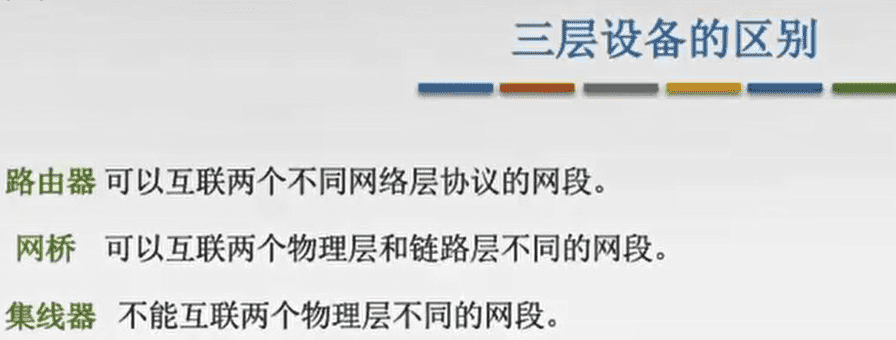 三层设备的区别
路由器 可以互联两个不同网络层协议的网段。
网桥 可以互联两个物理层和链路层不同的网段。
集线器 不能互联两个物理层不同的网段。